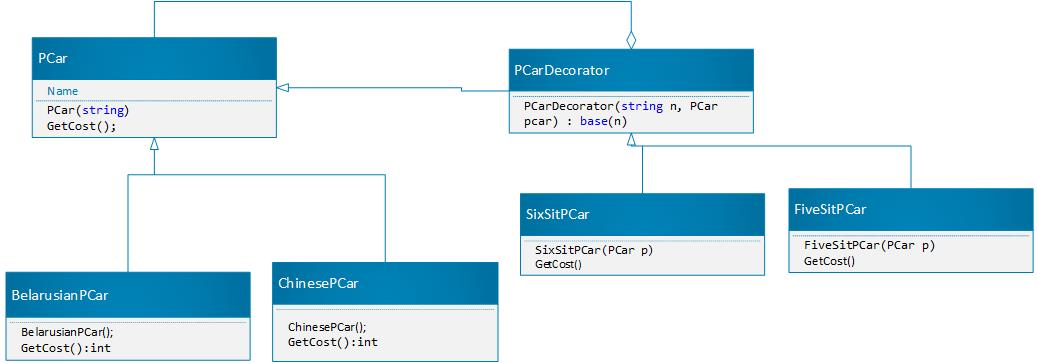 PCar
Name
PCar(string)
GetCost();
PCarDecorator
PCarDecorator(string n, PCar
pcar) : base(n)
SixSitPCar
SixSitPCar(PCar p)
GetCost()
FiveSitPCar
FiveSitPCar(PCar p)
GetCost()
BelarusianPCar
BelarusianPCar();
GetCost():int
ChinesePCar
ChinesePCar();
GetCost():int